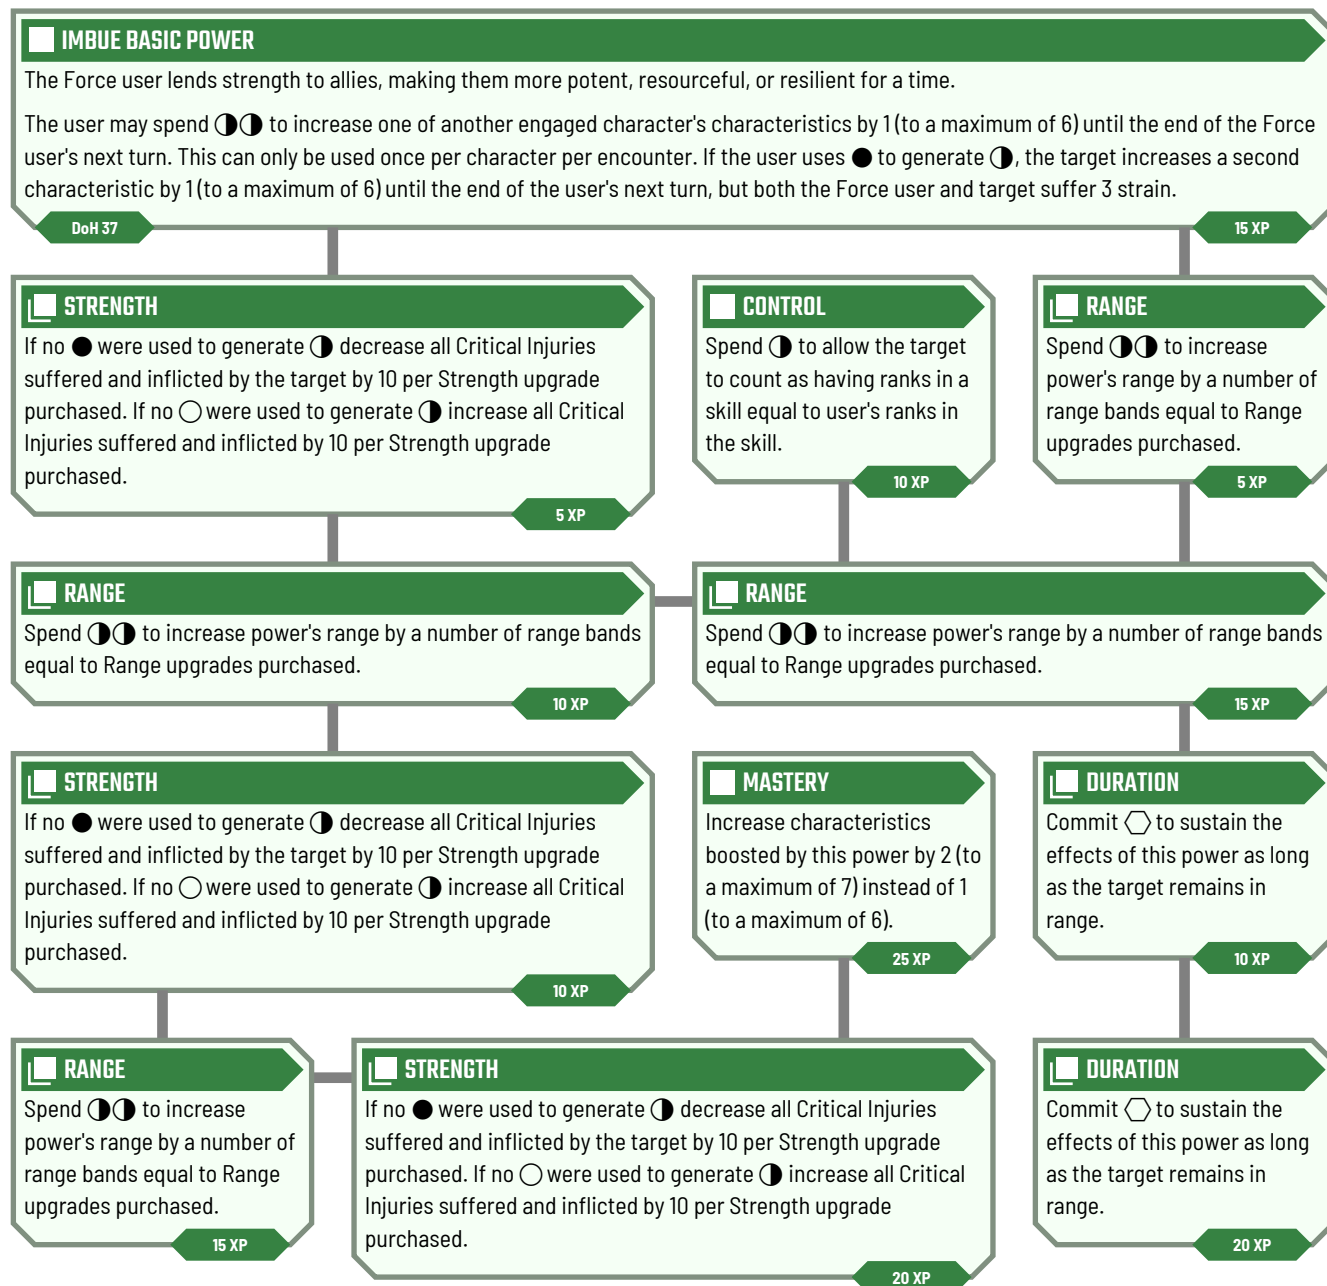 IMBUE BASIC POWER
The Force user lends strength to allies, making them more potent, resourceful, or resilient for a time.
The user may spend ◑◑ to increase one of another engaged character's characteristics by 1 (to a maximum of 6) until the end of the Force
user's next turn. This can only be used once per character per encounter. If the user uses ● to generate ◑, the target increases a second
characteristic by 1 (to a maximum of 6) until the end of the user's next turn, but both the Force user and target suffer 3 strain.
DoH 37
15 XP
STRENGTH
If no ● were used to generate ◑ decrease all Critical Injuries
suffered and inflicted by the target by 10 per Strength upgrade
purchased. If no ○ were used to generate ◑ increase all Critical
Injuries suffered and inflicted by 10 per Strength upgrade
purchased.
5 XP
CONTROL
Spend ◑ to allow the target
to count as having ranks in a
skill equal to user's ranks in
the skill.
10 XP
RANGE
Spend ◑◑ to increase
power's range by a number of
range bands equal to Range
upgrades purchased.
5 XP
RANGE
Spend ◑◑ to increase power's range by a number of range bands
equal to Range upgrades purchased.
10 XP
RANGE
Spend ◑◑ to increase power's range by a number of range bands
equal to Range upgrades purchased.
15 XP
STRENGTH
If no ● were used to generate ◑ decrease all Critical Injuries
suffered and inflicted by the target by 10 per Strength upgrade
purchased. If no ○ were used to generate ◑ increase all Critical
Injuries suffered and inflicted by 10 per Strength upgrade
purchased.
10 XP
MASTERY
Increase characteristics
boosted by this power by 2 (to
a maximum of 7) instead of 1
(to a maximum of 6).
25 XP
DURATION
Commit ⬡ to sustain the
effects of this power as long
as the target remains in
range.
10 XP
RANGE
Spend ◑◑ to increase
power's range by a number of
range bands equal to Range
upgrades purchased.
15 XP
STRENGTH
If no ● were used to generate ◑ decrease all Critical Injuries
suffered and inflicted by the target by 10 per Strength upgrade
purchased. If no ○ were used to generate ◑ increase all Critical
Injuries suffered and inflicted by 10 per Strength upgrade
purchased.
20 XP
DURATION
Commit ⬡ to sustain the
effects of this power as long
as the target remains in
range.
20 XP